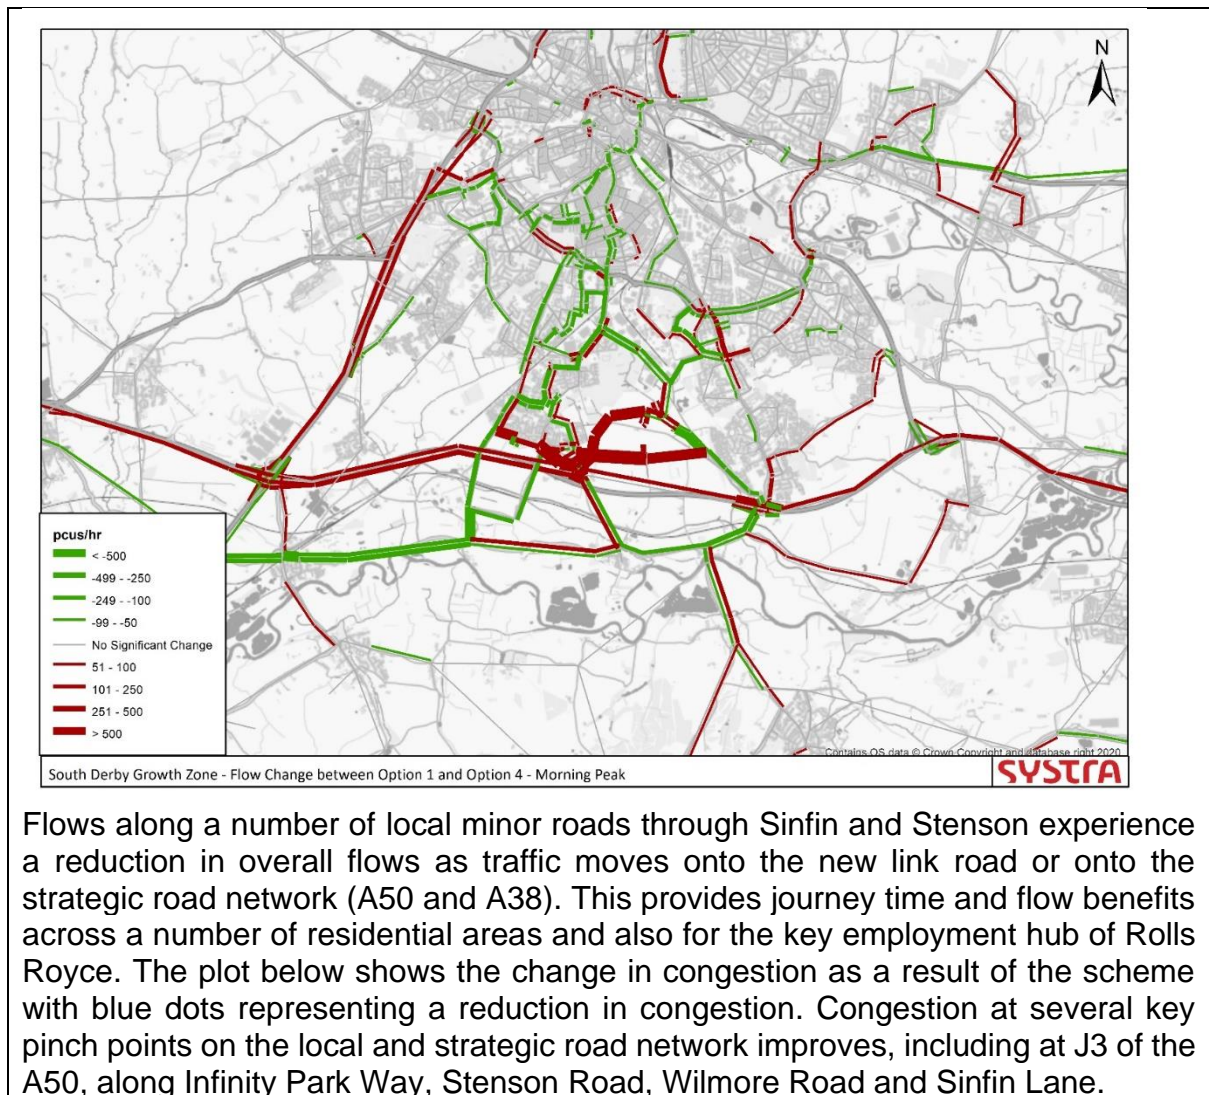 N
pcus/hr
< -500
-499 - -250
-249 - -100
-99 - -50
No Significant Change
51 - 100
101 - 250
251 - 500
> 500
Contains OS data © Crown Copyright and database right 2020
South Derby Growth Zone - Flow Change between Option 1 and Option 4 - Morning Peak
SYSTRA
Flows along a number of local minor roads through Sinfin and Stenson experience
a reduction in overall flows as traffic moves onto the new link road or onto the
strategic road network (A50 and A38). This provides journey time and flow benefits
across a number of residential areas and also for the key employment hub of Rolls
Royce. The plot below shows the change in congestion as a result of the scheme
with blue dots representing a reduction in congestion. Congestion at several key
pinch points on the local and strategic road network improves, including at J3 of the
A50, along Infinity Park Way, Stenson Road, Wilmore Road and Sinfin Lane.